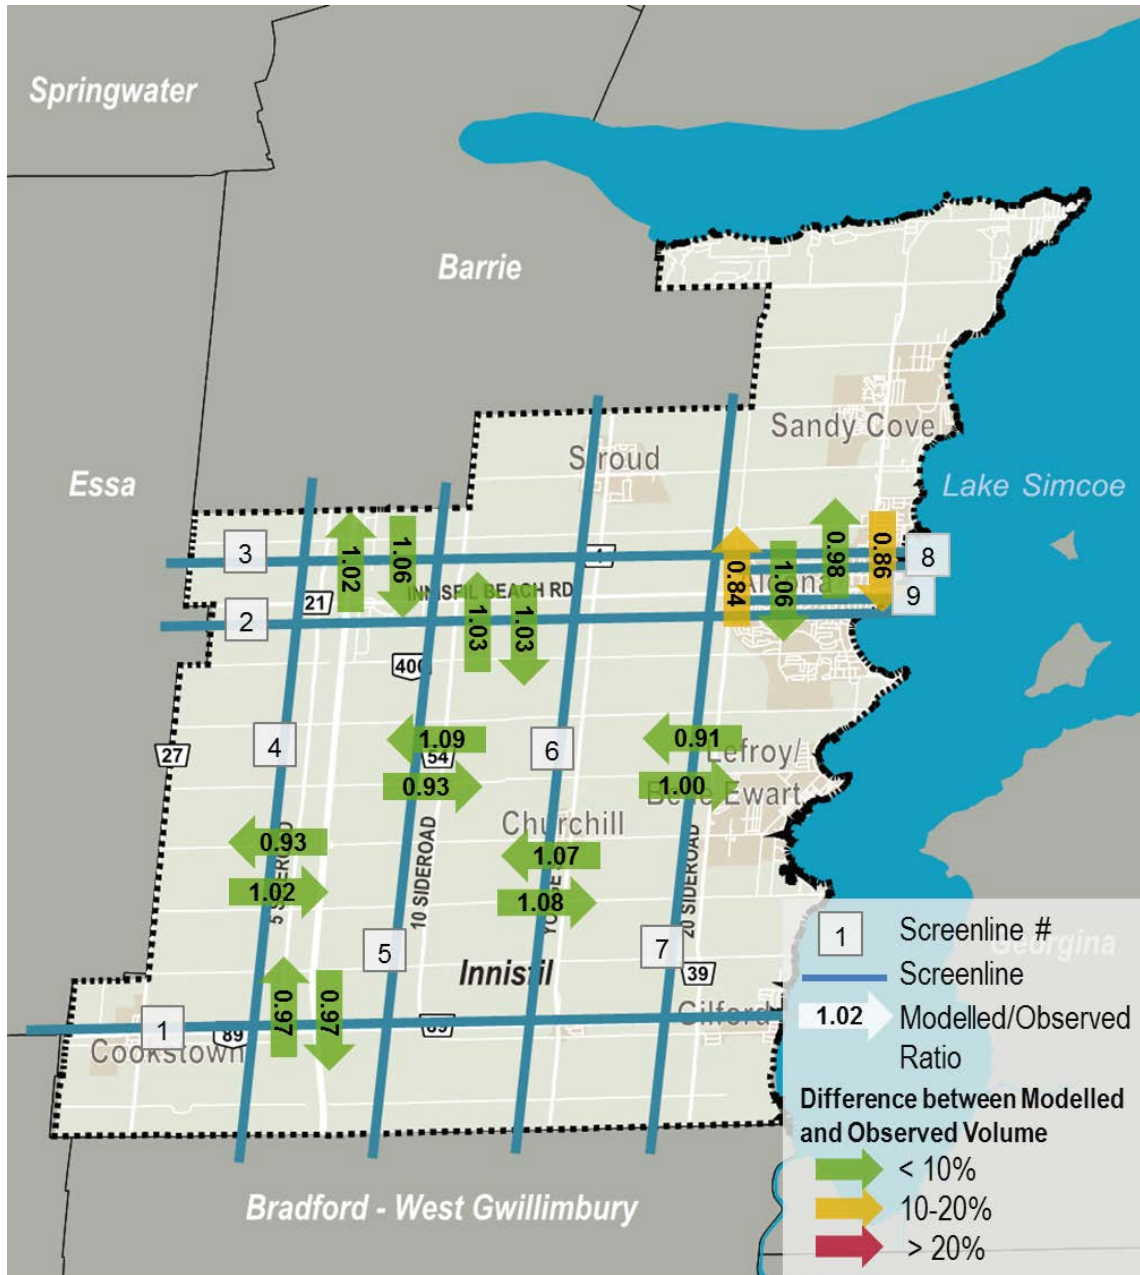 Springwater
Barrie
Essa
Sandy Cove
Stroud
Lake Simcoe
3
8
1.02
1.06
0.84
1.06
0.98
0.86
INNISFIL BEACH RD
21
9
2
1.03
1.03
400
27
4
1.09
54
6
0.91
Lefroy/
0.93
1.00
Ewart
Churchill
0.93
1.07
1.02
1.08
10 SIDEROAD
20 SIDEROAD
5
7
Innisfil
39
0.97
0.97
Gilford
1
89
89
Cookstown
Bradford - West Gwillimbury
Georgina
1 Screenline #
Screenline
1.02 Modelled/Observed
Ratio
Difference between Modelled
and Observed Volume
< 10%
10-20%
> 20%